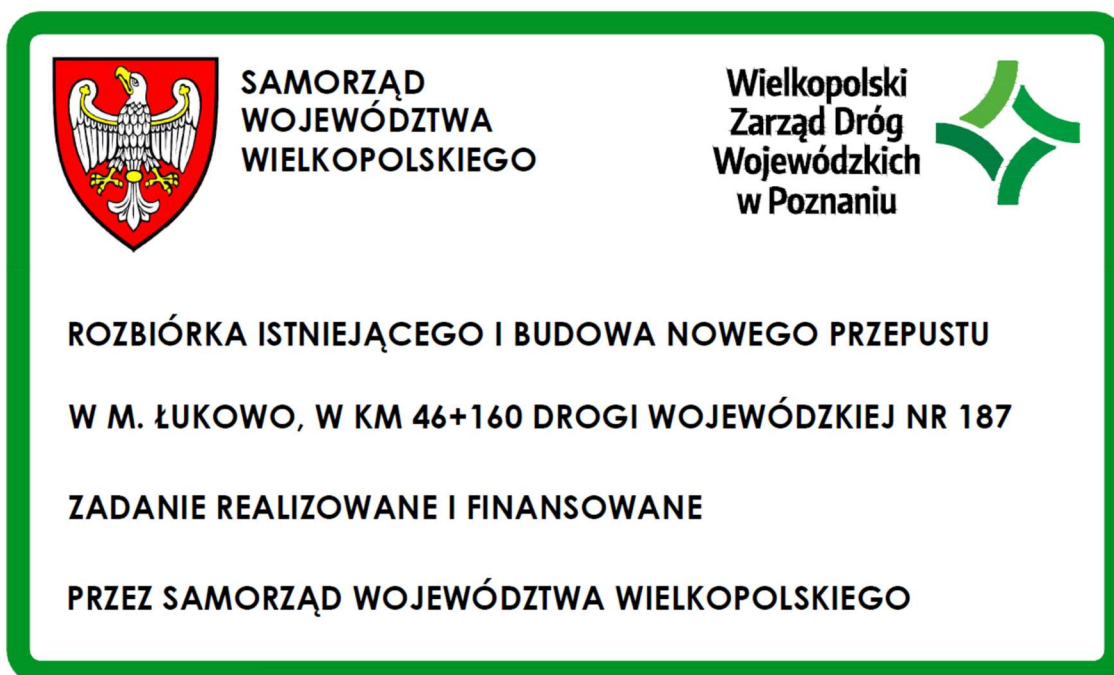 SAMORZĄD
WOJEWÓDZTWA
WIELKOPOLSKIEGO
Wielkopolski
Zarząd Dróg
Wojewódzkich
w Poznaniu
ROZBIÓRKA ISTNIEJĄCEGO I BUDOWA NOWEGO PRZEPUSTU
W M. ŁUKOWO, W KM 46+160 DROGI WOJEWÓDZKIEJ NR 187
ZADANIE REALIZOWANE I FINANSOWANE
PRZEZ SAMORZĄD WOJEWÓDZTWA WIELKOPOLSKIEGO